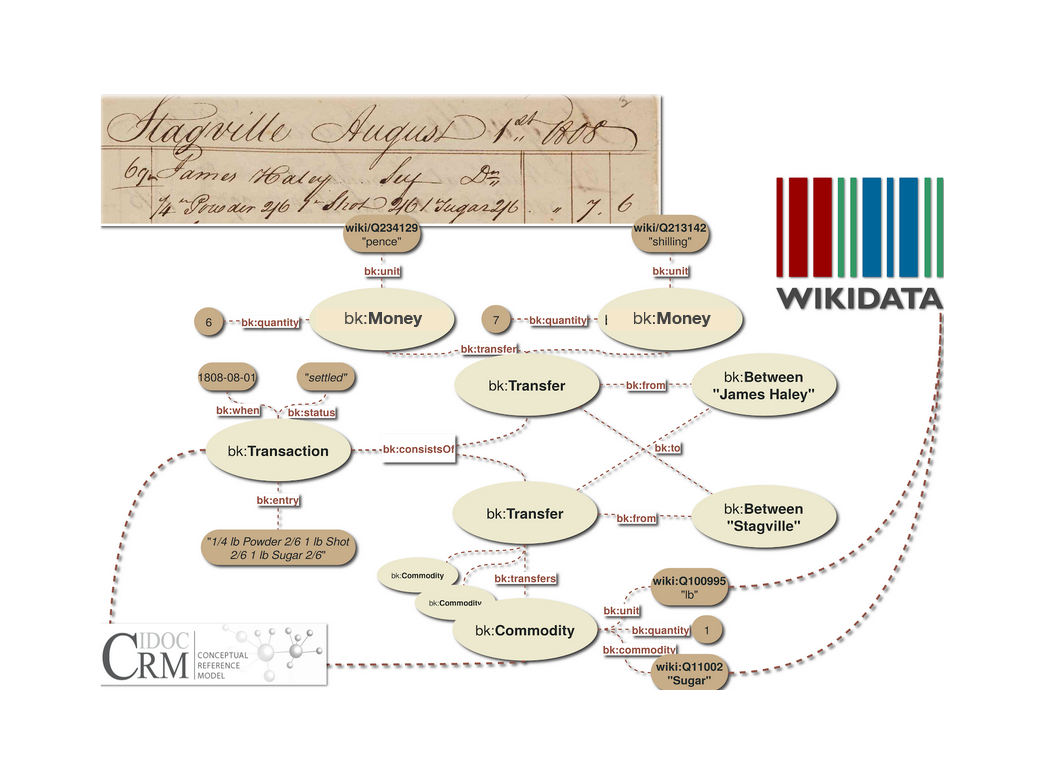 Stagville August 1st 1808
James Haley
1/4 lb Powder 2/6 1 lb Shot 2/6 1 Sugar 2/6 " 7. 6
wiki/Q234129
"pence"
wiki/Q213142
"shilling"
bk:unit
bk:unit
WIKIDATA
6
bk:quantity
bk:Money
7
bk:quantity
bk:Money
bk:transfer
1808-08-01
"settled"
bk:Transfer
bk:from
bk:Between
"James Haley"
bk:when
bk:status
bk:Transaction
bk:consistsOf
bk:to
bk:entry
bk:Transfer
bk:from
bk:Between
"Stagville"
"1/4 lb Powder 2/6 1 lb Shot
2/6 1 lb Sugar 2/6"
bk:Commodity
bk:transfers
wiki:Q100995
"lb"
bk:Commodity
bk:unit
bk:Commodity
bk:quantity
1
bk:commodity
wiki:Q11002
"Sugar"
CIDOC
CRM
CONCEPTUAL
REFERENCE
MODEL